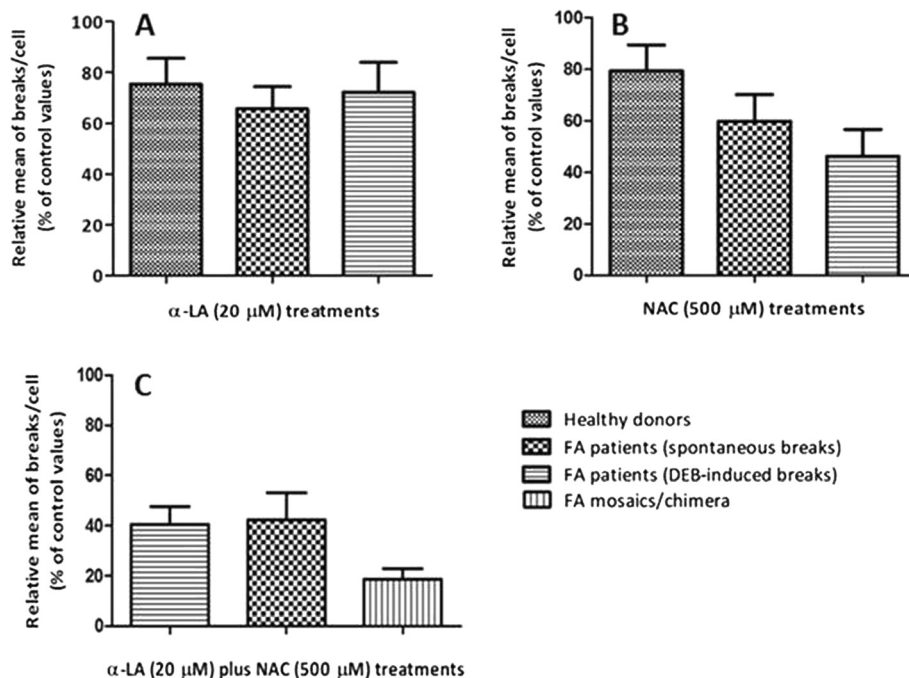 A
Relative mean of breaks/cell
(% of control values)
100
80
60
40
20
0
α-LA (20 μM) treatments
B
Relative mean of breaks/cell
(% of control values)
100
80
60
40
20
0
NAC (500 μM) treatments
C
Relative mean of breaks/cell
(% of control values)
100
80
60
40
20
0
α-LA (20 μM) plus NAC (500 μM) treatments
Healthy donors
FA patients (spontaneous breaks)
FA patients (DEB-induced breaks)
FA mosaics/chimera